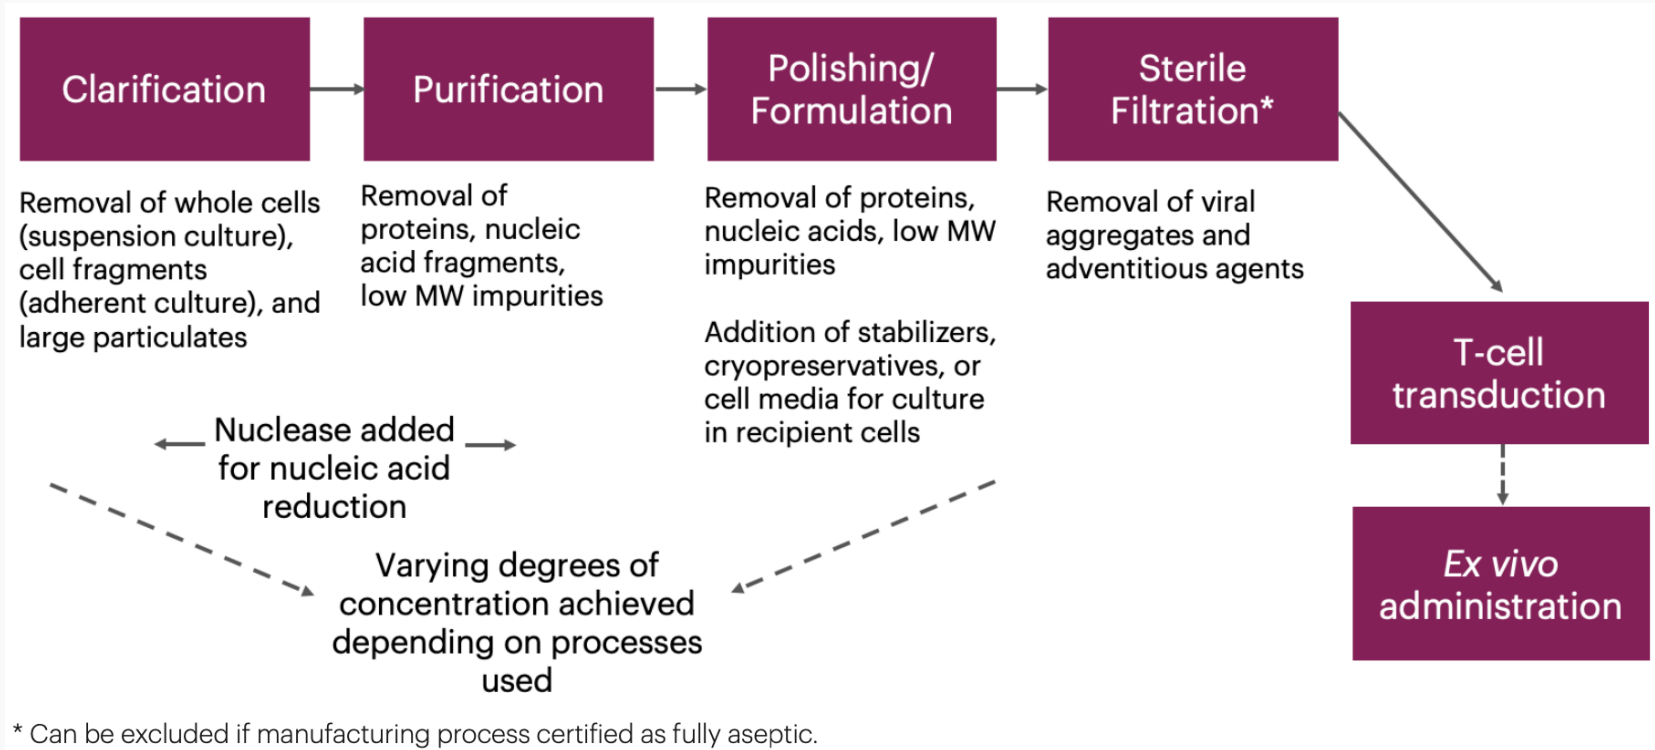 Clarification
Purification
Polishing/
Formulation
Sterile
Filtration*
Removal of whole cells
(suspension culture),
cell fragments
(adherent culture), and
large particulates
Removal of
proteins, nucleic
acid fragments,
low MW impurities
Removal of proteins,
nucleic acids, low MW
impurities
Addition of stabilizers,
cryopreservatives, or
cell media for culture
in recipient cells
Removal of viral
aggregates and
adventitious agents
T-cell
transduction
Ex vivo
administration
Nuclease added
for nucleic acid
reduction
Varying degrees of
concentration achieved
depending on processes
used
* Can be excluded if manufacturing process certified as fully aseptic.